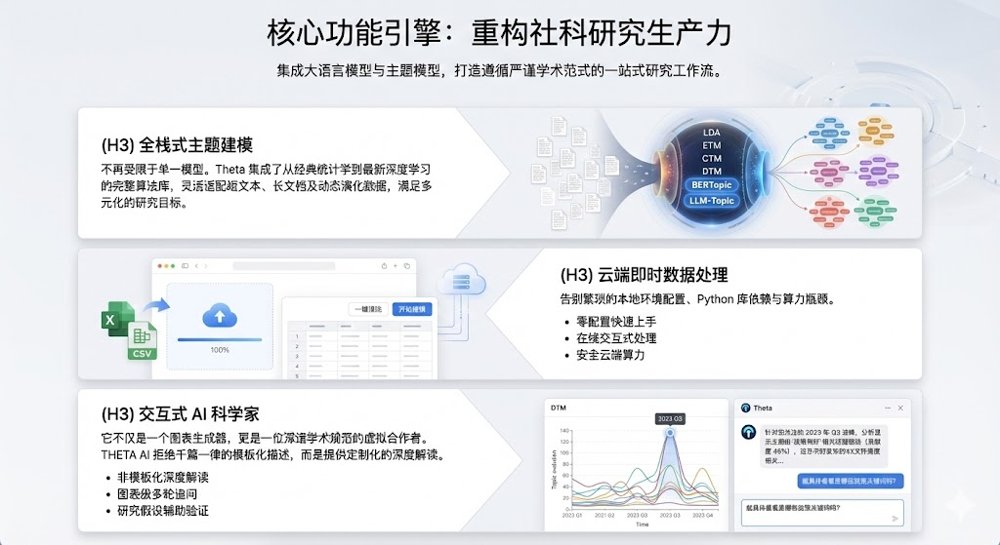 核心功能引擎：重构社科研究生产力
集成大语言模型与主题模型，打造遵循严谨学术范式的一站式研究工作流。
(H3) 全栈式主题建模
不再受限于单一模型。Theta 集成了从经典统计学到最新深度学习
的完整算法库，灵活适配短文本、长文档及动态演化数据，满足多
元化的研究目标。
LDA
ETM
CTM
DTM
BERTopic
LLM-Topic
(H3) 云端即时数据处理
告别繁琐的本地环境配置、Python 库依赖与算力瓶颈。
• 零配置快速上手
• 在线交互式处理
• 安全云端算力
X
CSV
100%
一键清洗
开始建模
1
2
3
4
5
(H3) 交互式 AI 科学家
它不仅是一个图表生成器，更是一位深谙学术规范的虚拟合作者。
THETA AI 拒绝千篇一律的模板化描述，而是提供定制化的深度解读。
• 非模板化深度解读
• 图表级多轮追问
• 研究假设辅助验证
DTM
2023 Q3
140
120
100
80
60
40
20
0
Topic evolution
2023 Q1
2021 Q2
2023 Q3
2023 Q3
2023 Q4
Time
Theta
2023 年 Q3
46%